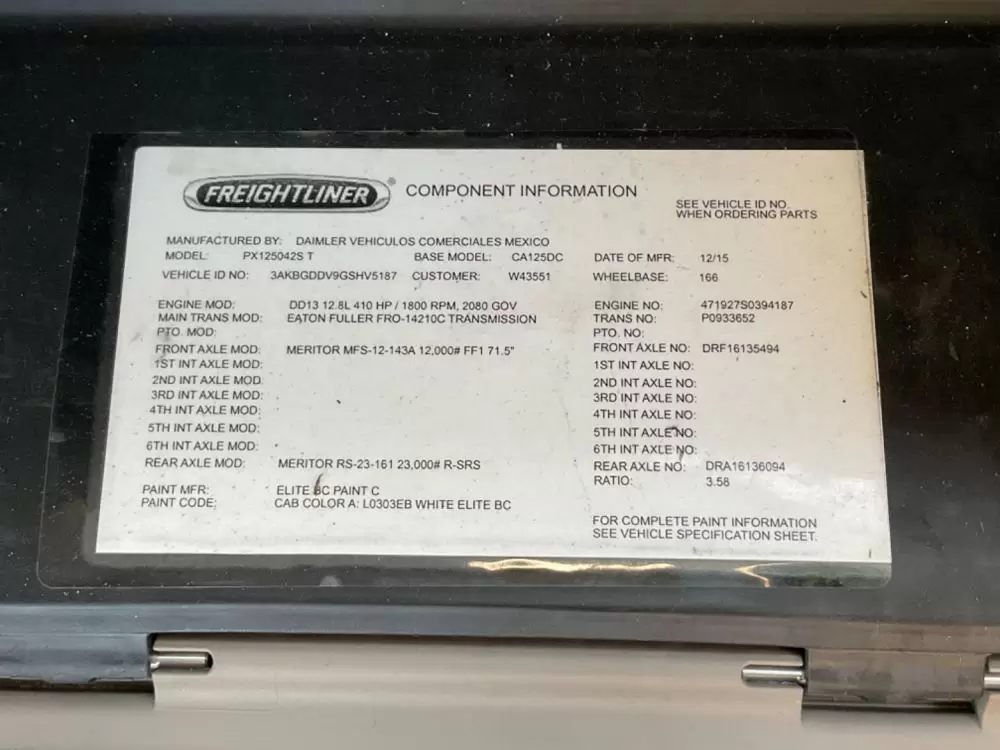 FREIGHTLINER® COMPONENT INFORMATION
SEE VEHICLE ID NO.
WHEN ORDERING PARTS
MANUFACTURED BY: DAIMLER VEHICULOS COMERCIALES MEXICO
MODEL: PX125042S T BASE MODEL: CA125DC DATE OF MFR: 12/15
VEHICLE ID NO: 3AKBGDDV9GSHV5187 CUSTOMER: W43551 WHEELBASE: 166
ENGINE MOD: DD13 12.8L 410 HP / 1800 RPM, 2080 GOV ENGINE NO: 471927S0394187
MAIN TRANS MOD: EATON FULLER FRO-14210C TRANSMISSION TRANS NO: P0933652
PTO. MOD: PTO. NO:
FRONT AXLE MOD: MERITOR MFS-12-143A 12,000# FF1 71.5" FRONT AXLE NO: DRF16135494
1ST INT AXLE MOD: 1ST INT AXLE NO:
2ND INT AXLE MOD: 2ND INT AXLE NO:
3RD INT AXLE MOD: 3RD INT AXLE NO:
4TH INT AXLE MOD: 4TH INT AXLE NO:
5TH INT AXLE MOD: 5TH INT AXLE NO:
6TH INT AXLE MOD: 6TH INT AXLE NO:
REAR AXLE MOD: MERITOR RS-23-161 23,000# R-SRS REAR AXLE NO: DRA16136094
RATIO: 3.58
PAINT MFR: ELITE BC PAINT C
PAINT CODE: CAB COLOR A: L0303EB WHITE ELITE BC
FOR COMPLETE PAINT INFORMATION
SEE VEHICLE SPECIFICATION SHEET.